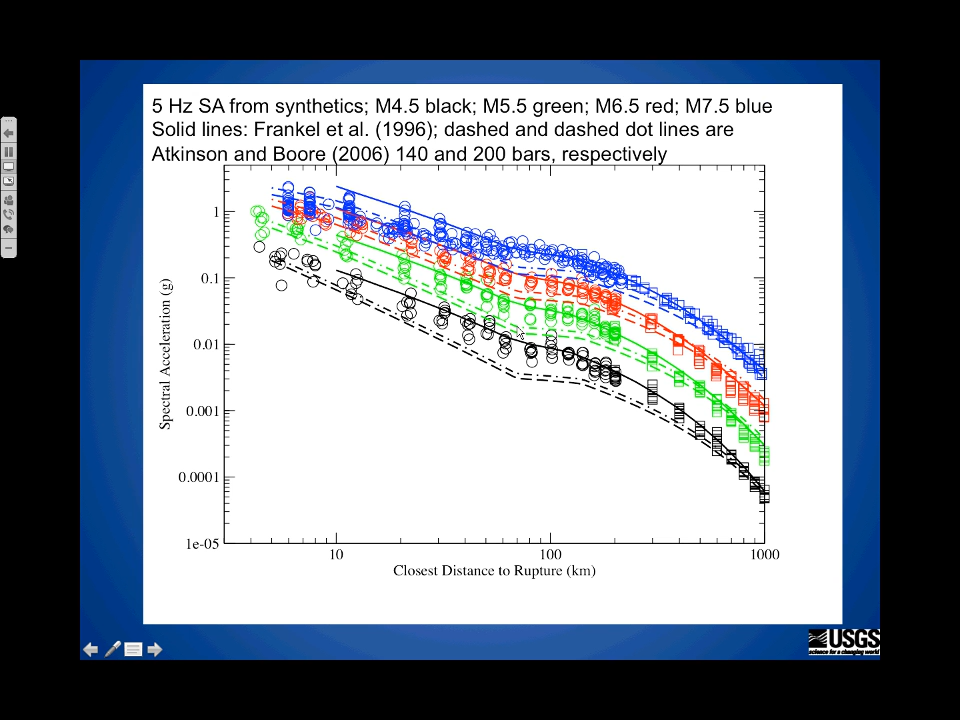 5 Hz SA from synthetics; M4.5 black; M5.5 green; M6.5 red; M7.5 blue
Solid lines: Frankel et al. (1996); dashed and dashed dot lines are
Atkinson and Boore (2006) 140 and 200 bars, respectively
1
0.1
0.01
0.001
0.0001
1e-05
Spectral Acceleration (g)
10 100 1000
Closest Distance to Rupture (km)
USGS
science for a changing world